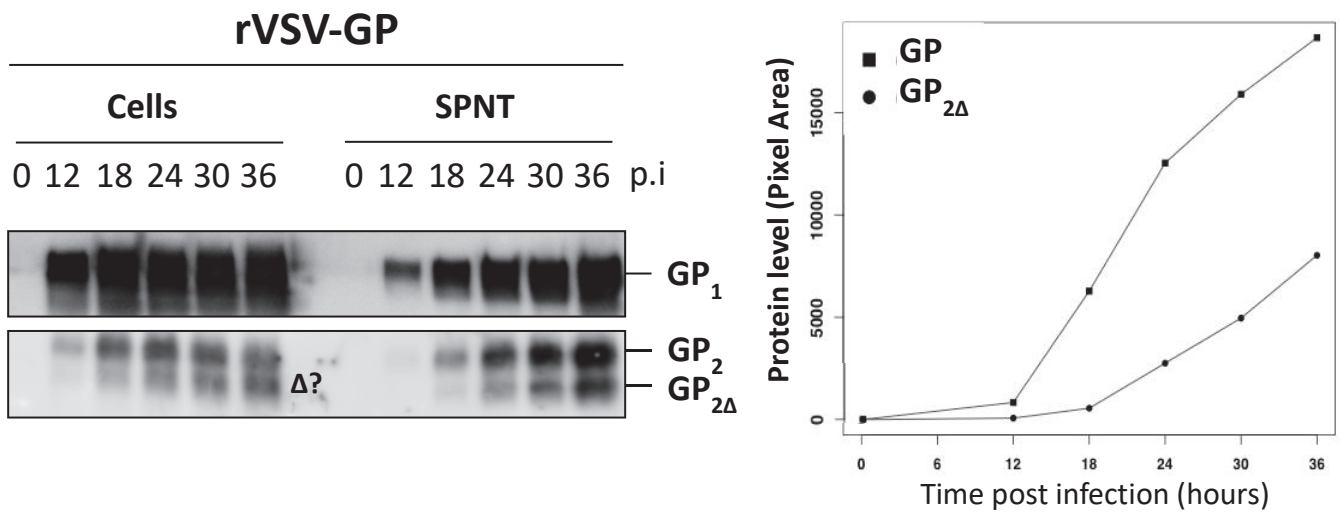 rVSV-GP
Cells SPNT
0 12 18 24 30 36 0 12 18 24 30 36 p.i
GP1
GP2
Δ?
GP2Δ
GP
GP2Δ
Protein level (Pixel Area)
15000
10000
5000
0
0 6 12 18 24 30 36
Time post infection (hours)